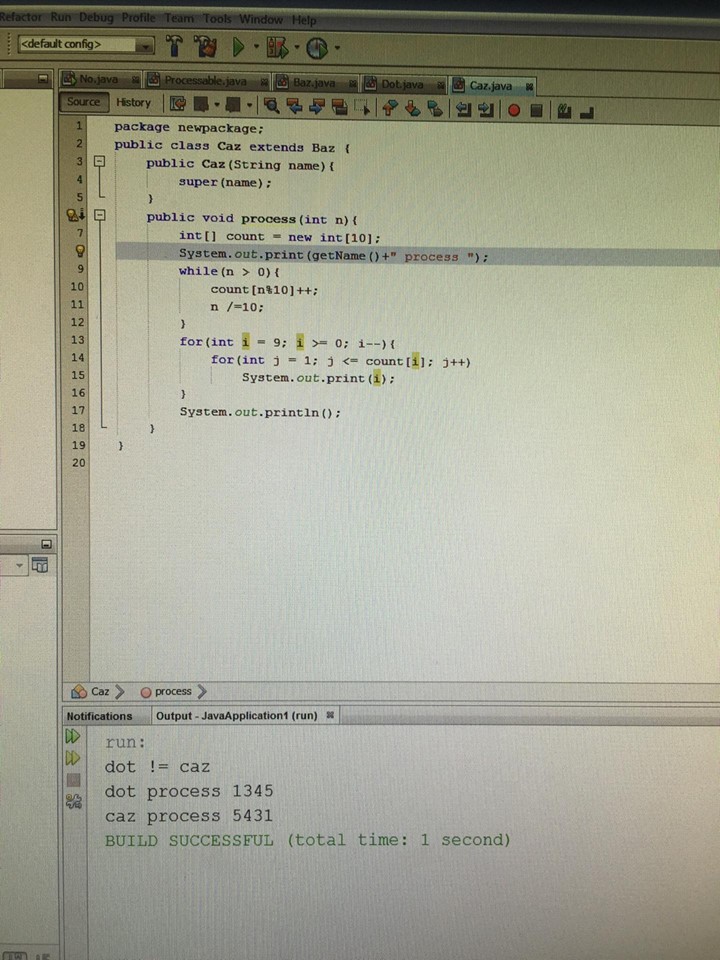 Refactor Run Debug Profile Team Tools Window Help
<default config>
No.java Processable.java Baz.java Dot.java Caz.java
Source History
1 package newpackage;
2 public class Caz extends Baz {
3 public Caz(String name){
4 super(name);
5 }
public void process(int n){
7 int[] count = new int[10];
System.out.print(getName()+" process ");
9 while(n > 0){
10 count[n%10]++;
11 n /=10;
12 }
13 for(int i = 9; i >= 0; i--){
14 for(int j = 1; j <= count[i]; j++)
15 System.out.print(i);
16 }
17 System.out.println();
18 }
19 }
20
Caz process
Notifications Output - JavaApplication1 (run)
run:
dot != caz
dot process 1345
caz process 5431
BUILD SUCCESSFUL (total time: 1 second)